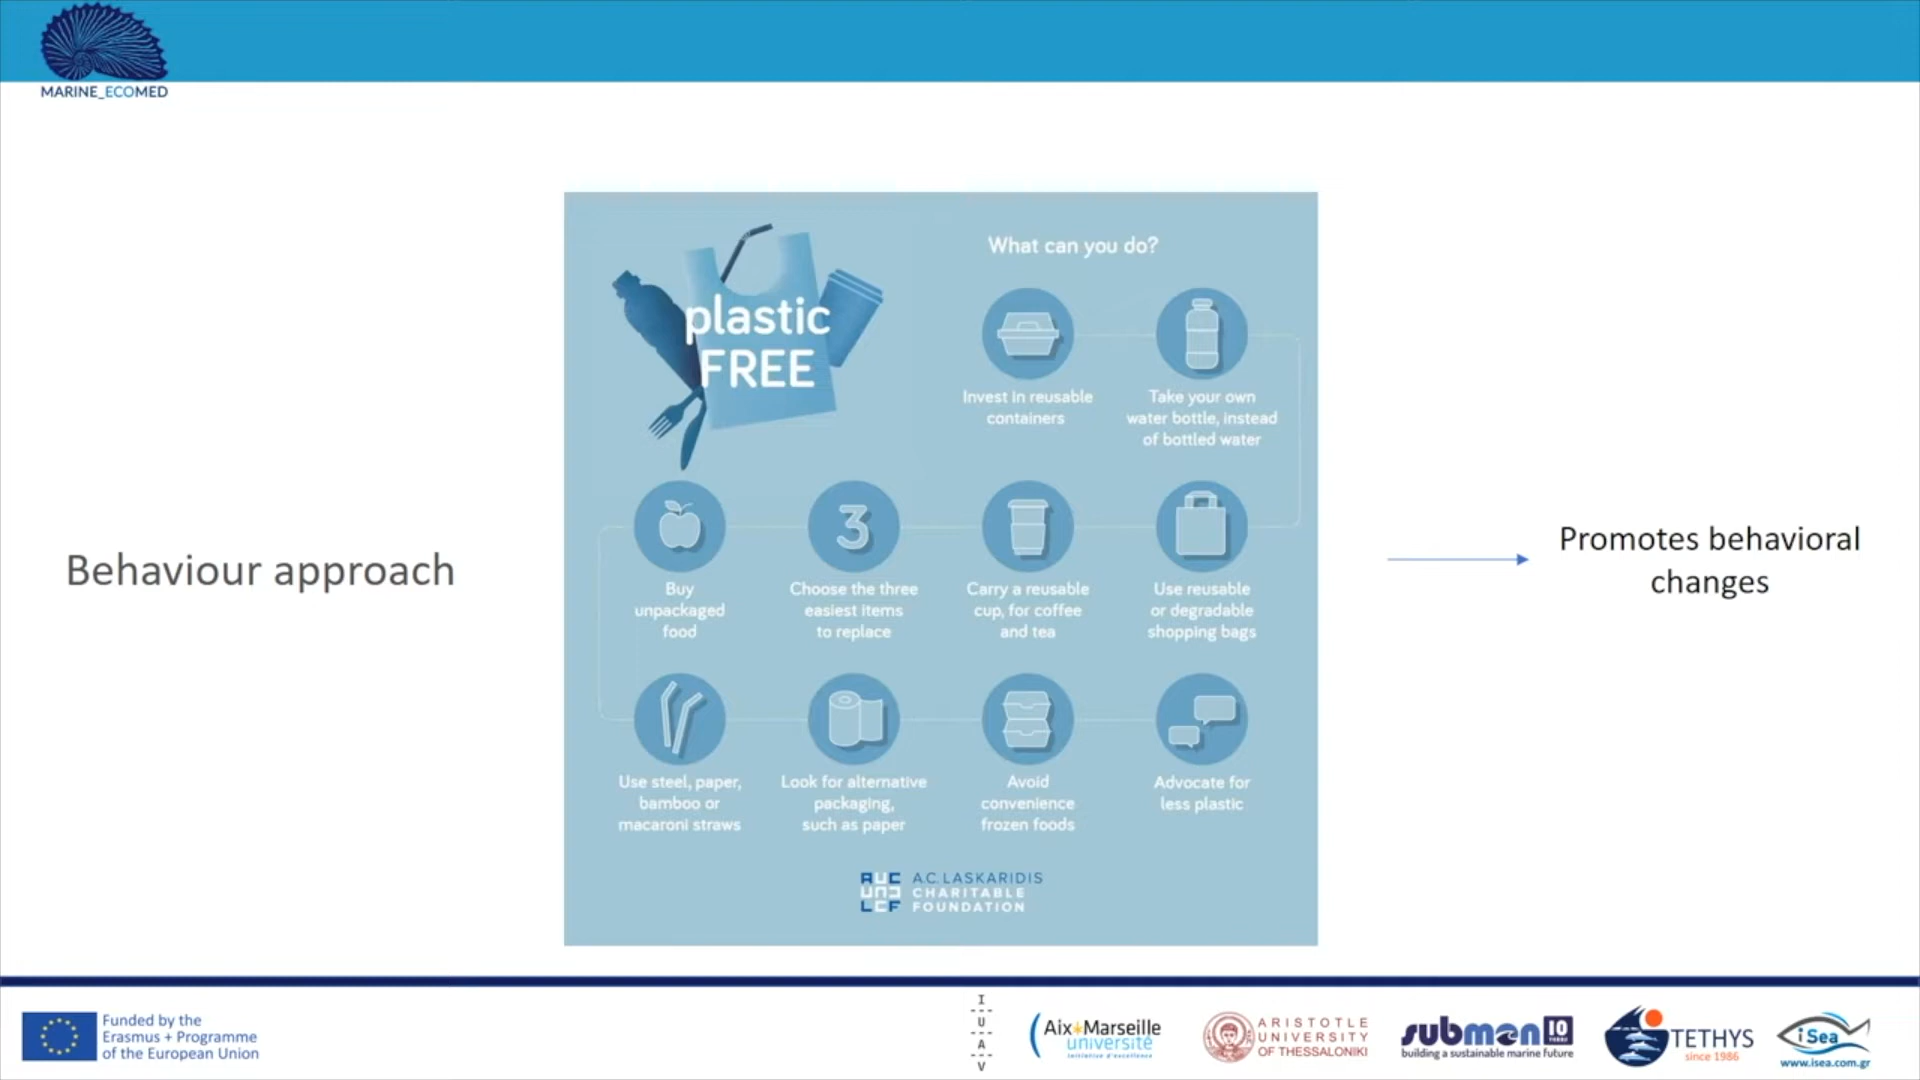 MARINE_ECOMED
Behaviour approach
plastic
FREE
What can you do?
Invest in reusable
containers
Take your own
water bottle, instead
of bottled water
Buy
unpackaged
food
3
Choose the three
easiest items
to replace
Carry a reusable
cup, for coffee
and tea
Use reusable
or degradable
shopping bags
Use steel, paper,
bamboo or
macaroni straws
Look for alternative
packaging,
such as paper
Avoid
convenience
frozen foods
Advocate for
less plastic
A.C. LASKARIDIS
CHARITABLE
FOUNDATION
Promotes behavioral
changes
Funded by the
Erasmus + Programme
of the European Union
I
U
A
V
Aix Marseille
université
initiative d'excellence
ARISTOTLE
UNIVERSITY
OF THESSALONIKI
submon 10
building a sustainable marine future
TETHYS
since 1986
iSea
www.isea.com.gr